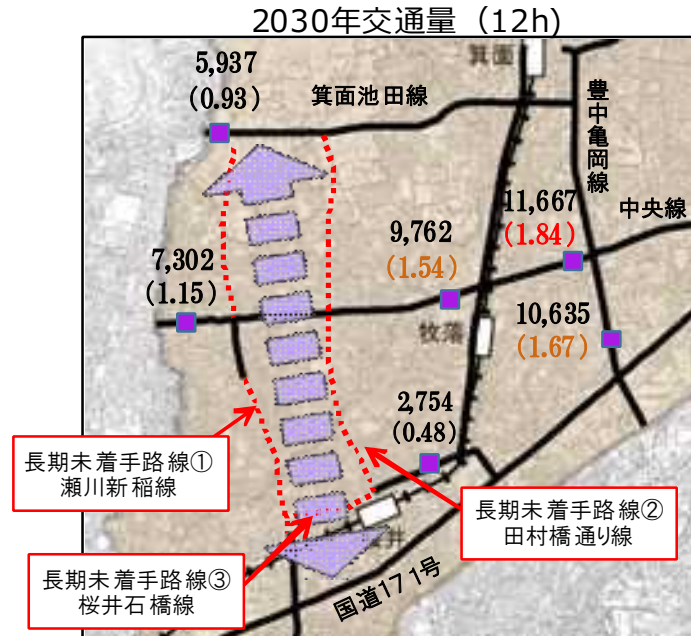 2030年交通量（12h)
箕面
5,937
(0.93)
箕面池田線
豊中亀岡線
11,667
(1.84)
中央線
9,762
(1.54)
7,302
(1.15)
10,635
(1.67)
牧落
2,754
(0.48)
長期未着手路線①
瀬川新稲線
長期未着手路線②
田村橋通り線
井
長期未着手路線③
桜井石橋線
国道171号